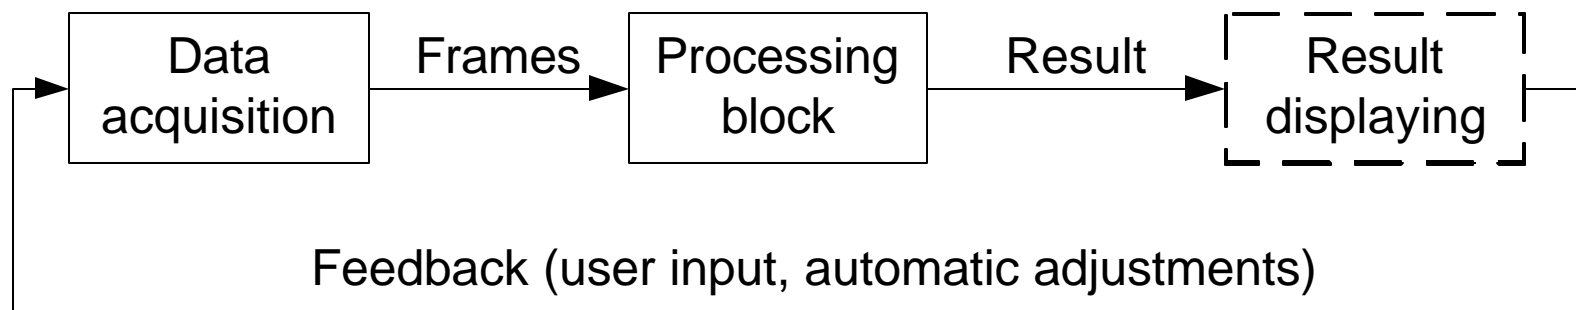 Data
acquisition
Frames
Processing
block
Result
Result
displaying
Feedback (user input, automatic adjustments)